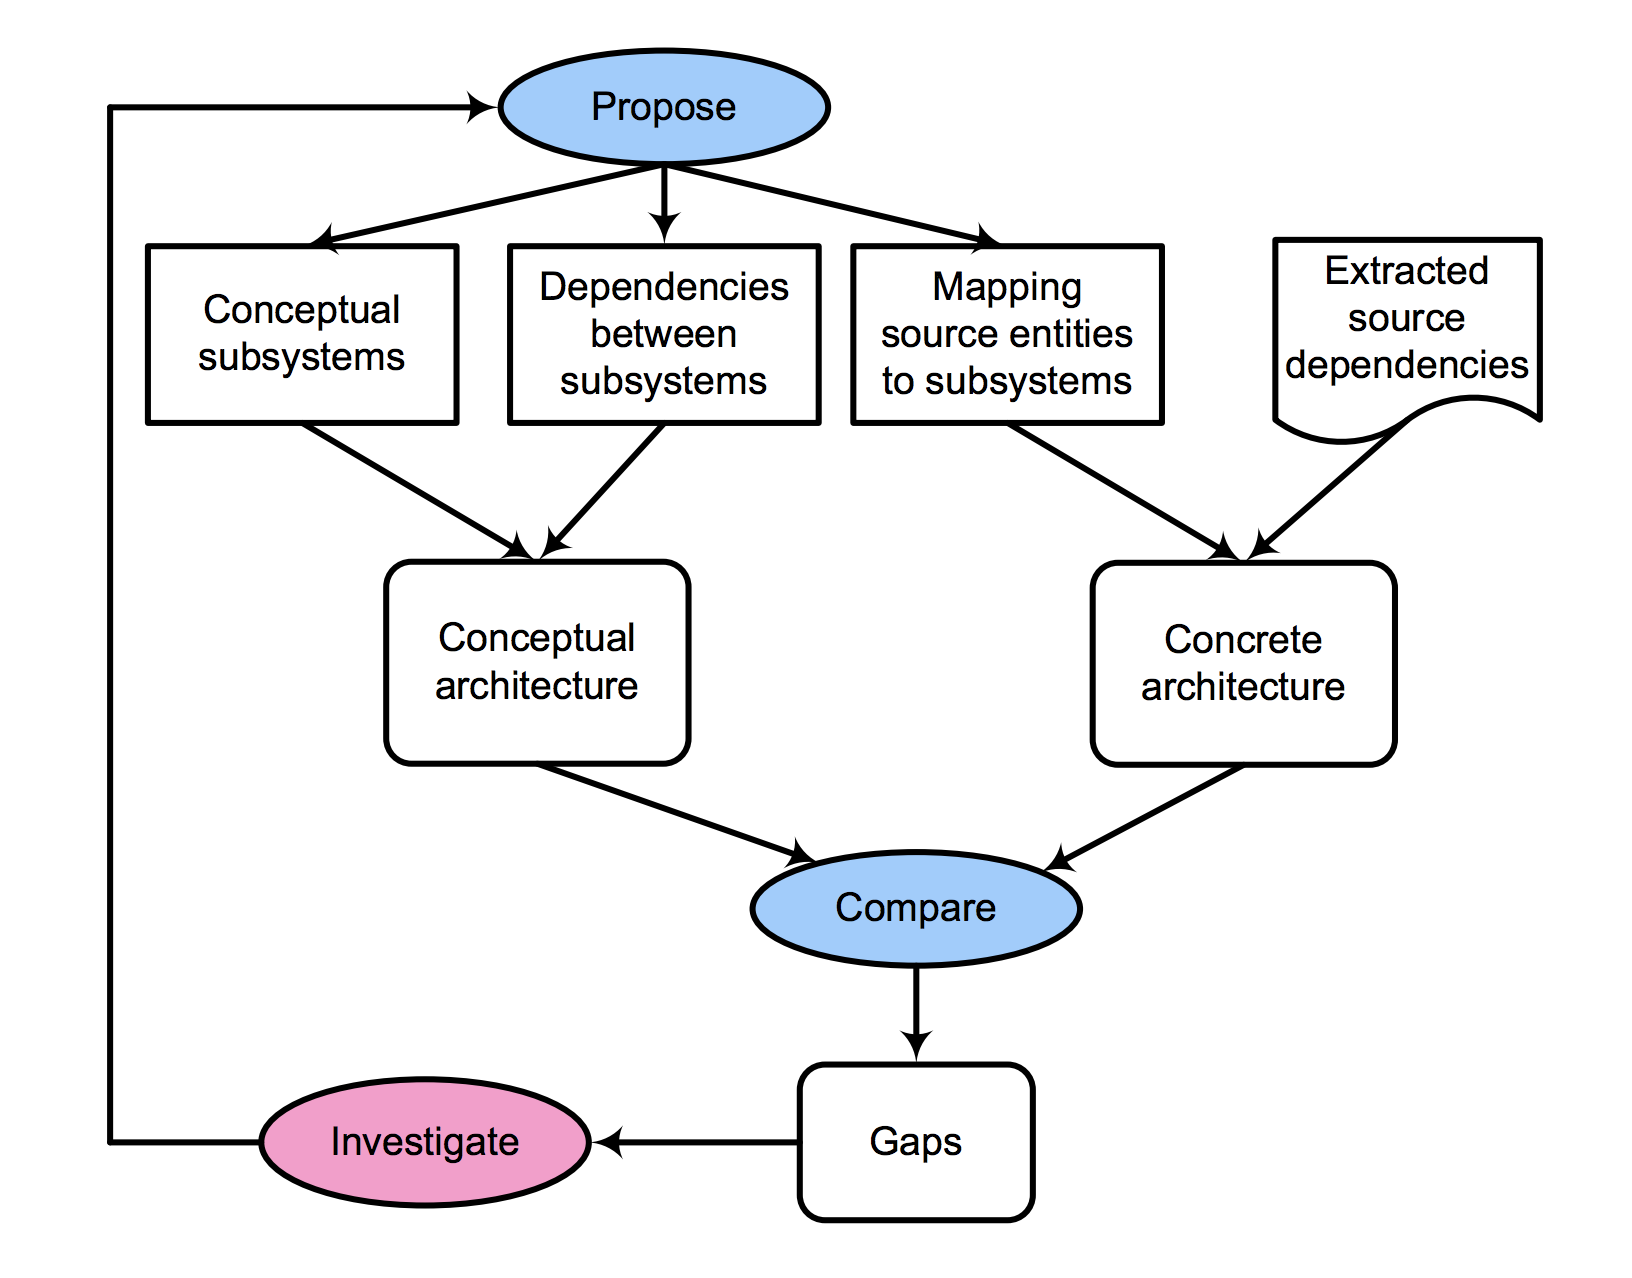 Propose
Conceptual
subsystems
Dependencies
between
subsystems
Mapping
source entities
to subsystems
Extracted
source
dependencies
Conceptual
architecture
Concrete
architecture
Compare
Investigate
Gaps